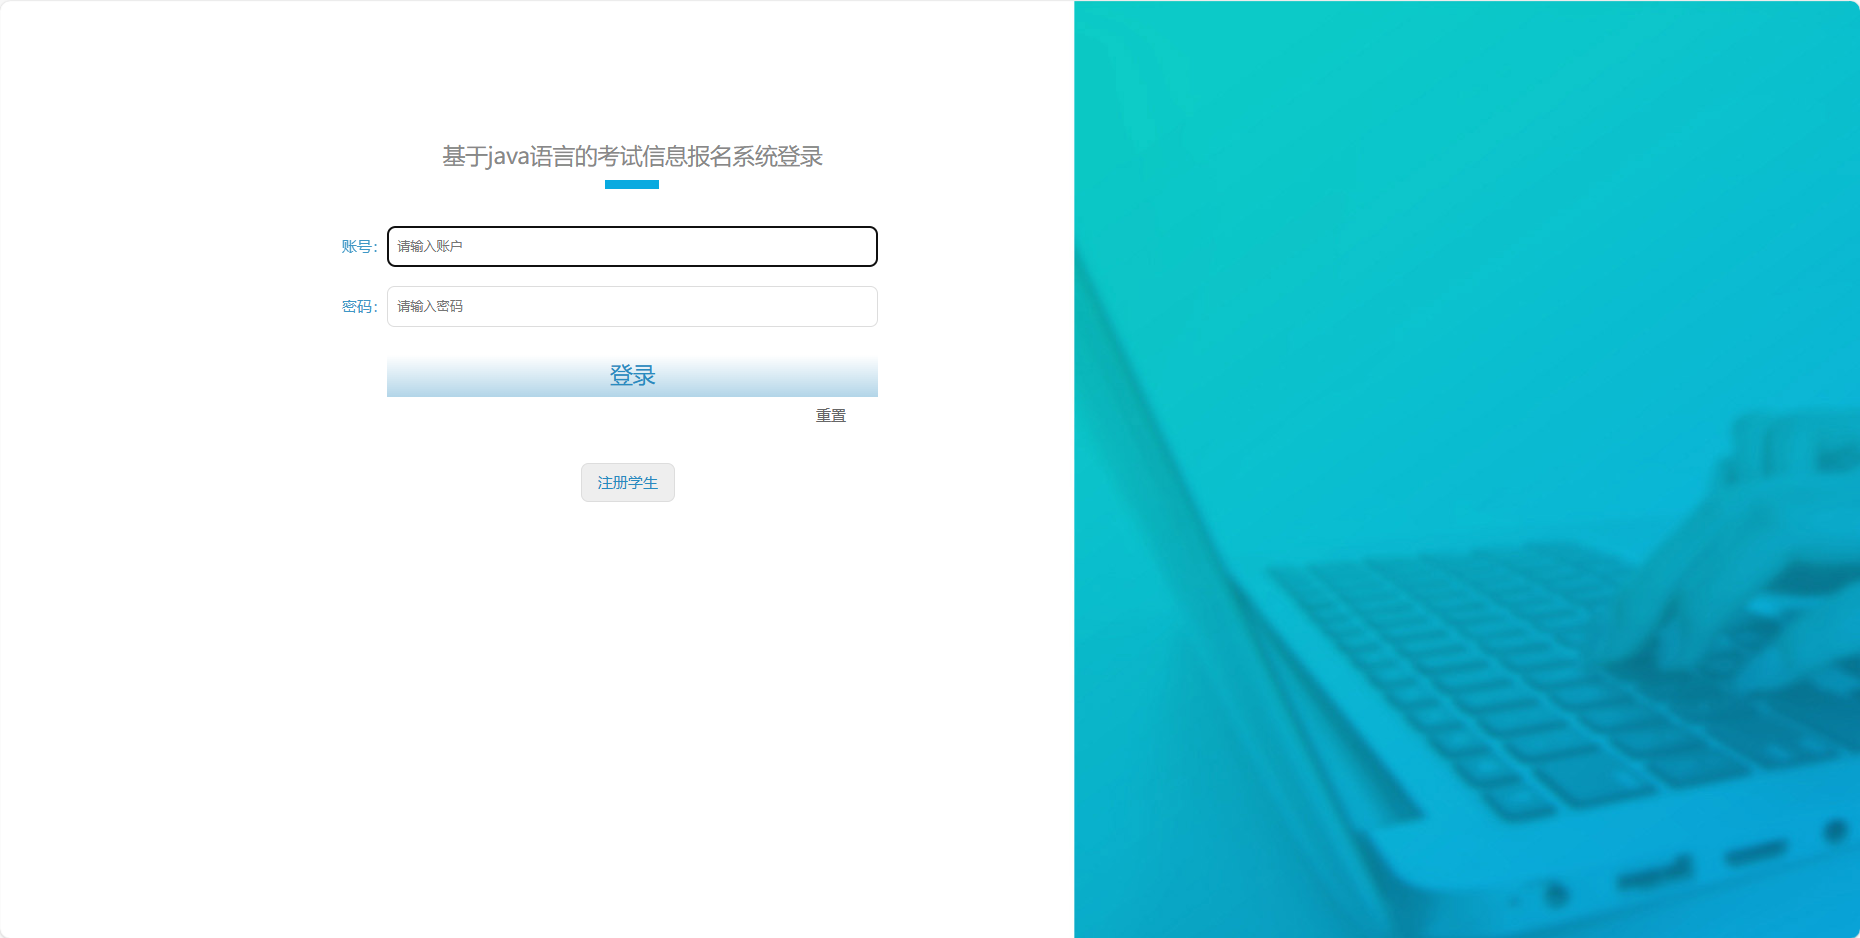 基于java语言的考试信息报名系统登录
账号：
请输入账户
密码：
请输入密码
登录
重置
注册学生